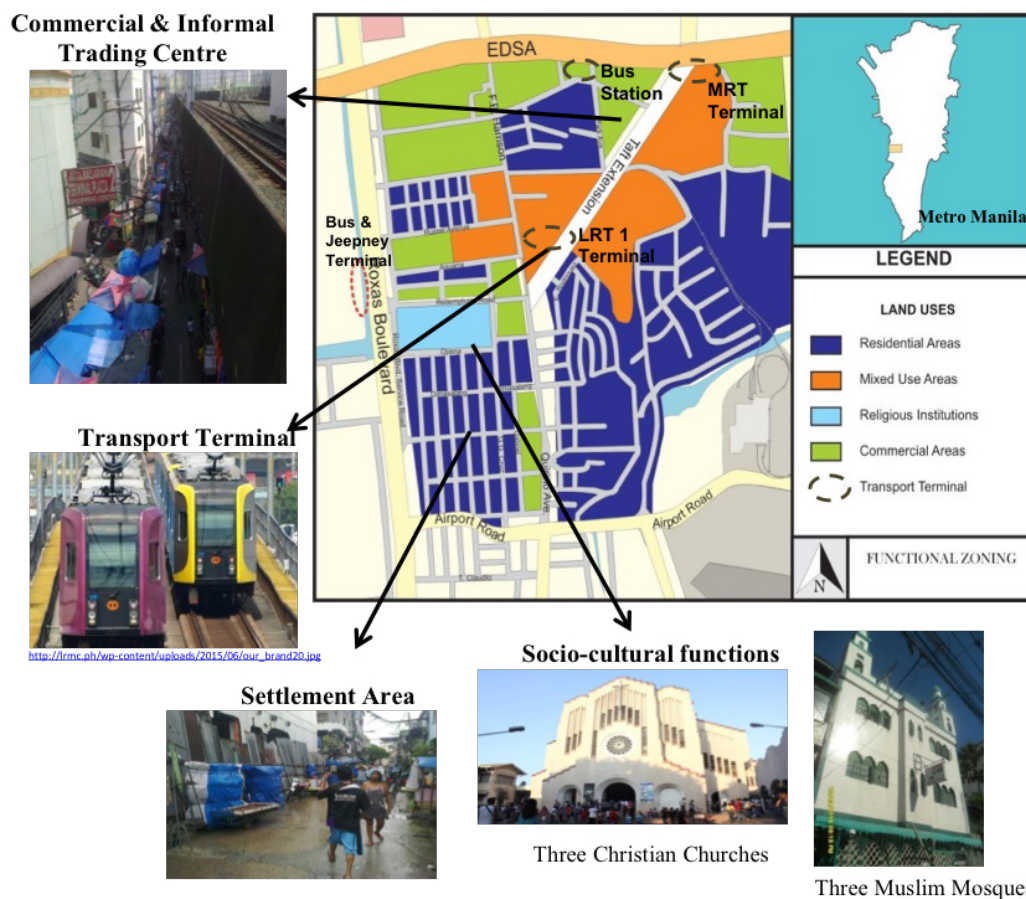 Commercial & Informal
Trading Centre
EDSA
Bus
Station
MRT
Terminal
F.B. Harrison
Taft Extension
Metro Manila
Bus &
Jeepney
Terminal
LRT 1
Terminal
Roxas Boulevard
LEGEND
LAND USES
Residential Areas
Mixed Use Areas
Religious Institutions
Commercial Areas
Transport Terminal
Airport Road
Airport Road
N
FUNCTIONAL ZONING
Transport Terminal
http://lrmc.ph/wp-content/uploads/2015/06/our_brand20.jpg
Settlement Area
Socio-cultural functions
Three Christian Churches
Three Muslim Mosque